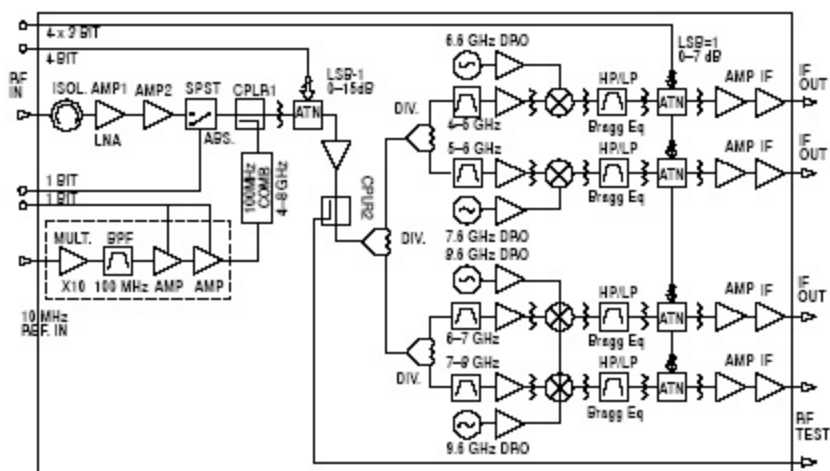 4 x 3 BIT
4 BIT
RF
IN
ISOL. AMP1 AMP2 SPST CPLR1
LNA
ABS.
LSB-1
0-15dB
ATN
1 BIT
1 BIT
100MHz
COMB
4-8GHz
CPLR2
MULT. BPF
X10 100 MHz AMP AMP
10 MHz
REF. IN
DIV.
DIV.
DIV.
6.6 GHz DRO
4-5 GHz
5-6 GHz
7.6 GHz DRO
8.6 GHz DRO
6-7 GHz
7-8 GHz
9.6 GHz DRO
HP/LP
Bragg Eq
HP/LP
Bragg Eq
HP/LP
Bragg Eq
HP/LP
Bragg Eq
LSB=1
0-7 dB
ATN
ATN
ATN
ATN
AMP IF
AMP IF
AMP IF
AMP IF
IF
OUT
IF
OUT
IF
OUT
RF
TEST